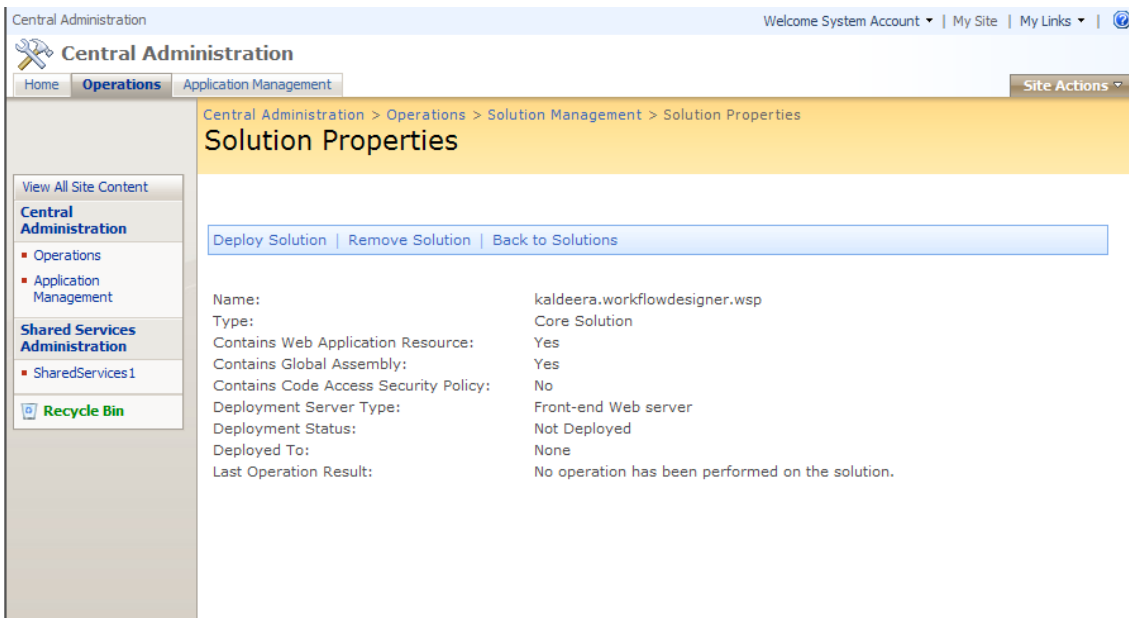 Central Administration
Welcome System Account | My Site | My Links |
Central Administration
Home Operations Application Management
Site Actions
Central Administration > Operations > Solution Management > Solution Properties
Solution Properties
View All Site Content
Central
Administration
Operations
Application
Management
Shared Services
Administration
SharedServices1
Recycle Bin
Deploy Solution | Remove Solution | Back to Solutions
Name: kaldeera.workflowdesigner.wsp
Type: Core Solution
Contains Web Application Resource: Yes
Contains Global Assembly: Yes
Contains Code Access Security Policy: No
Deployment Server Type: Front-end Web server
Deployment Status: Not Deployed
Deployed To: None
Last Operation Result: No operation has been performed on the solution.